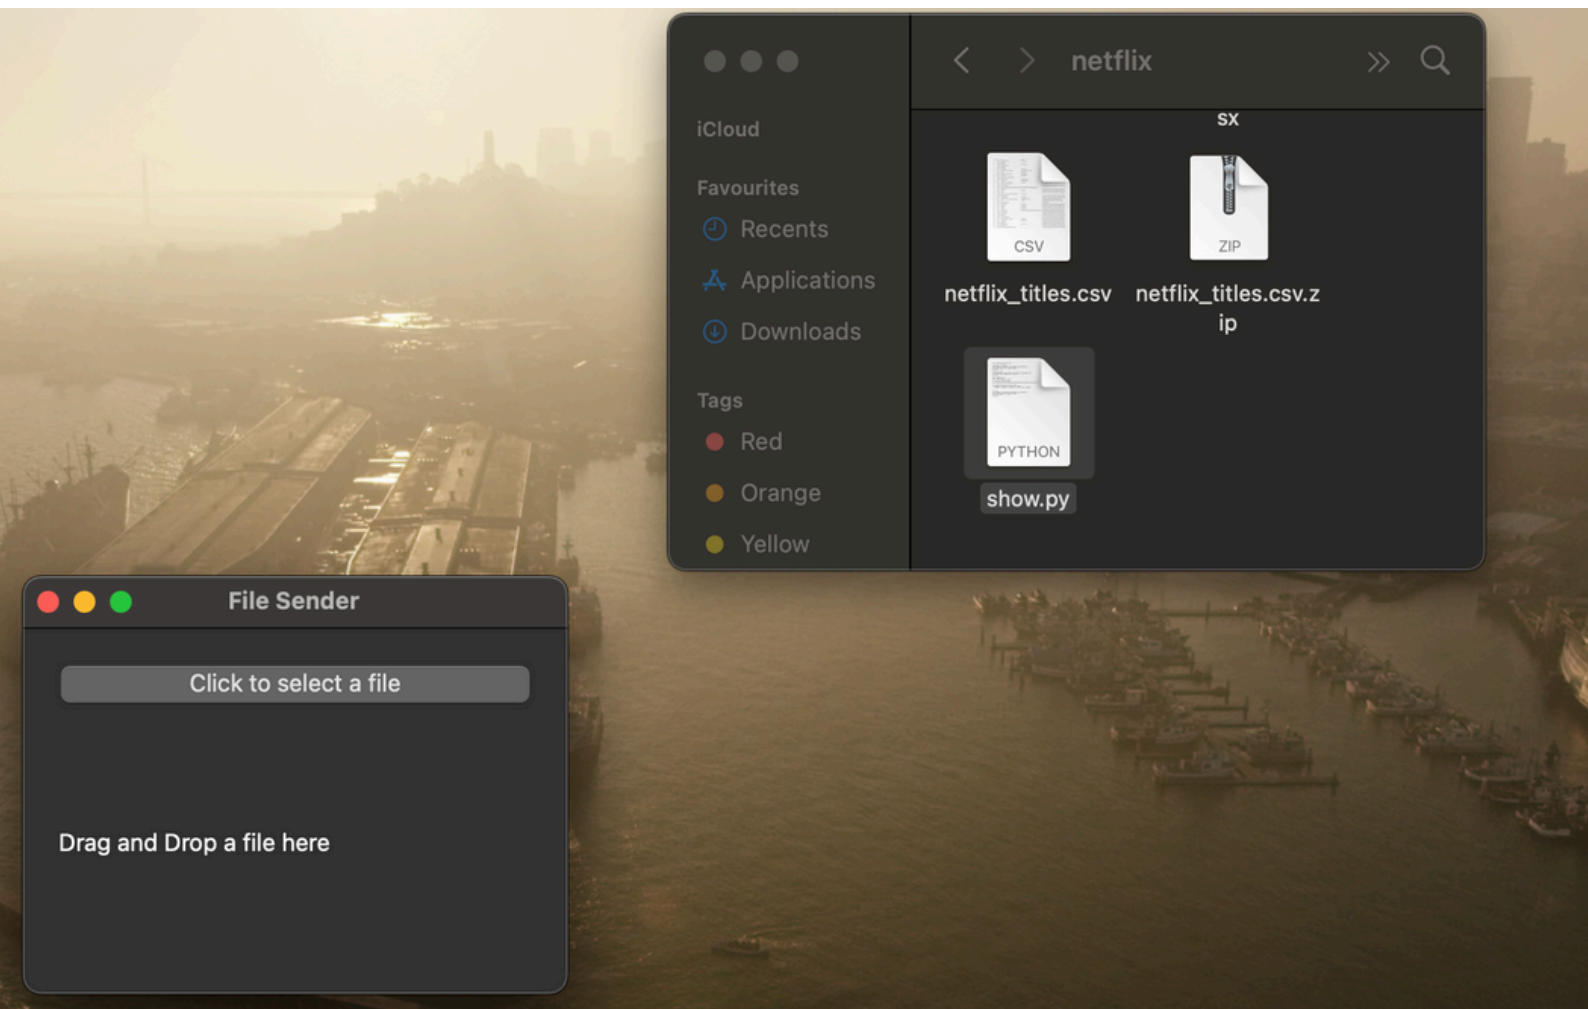 netflix
iCloud
Favourites
Recents
Applications
Downloads
Tags
Red
Orange
Yellow
sx
CSV
netflix_titles.csv
ZIP
netflix_titles.csv.z
ip
PYTHON
show.py
File Sender
Click to select a file
Drag and Drop a file here